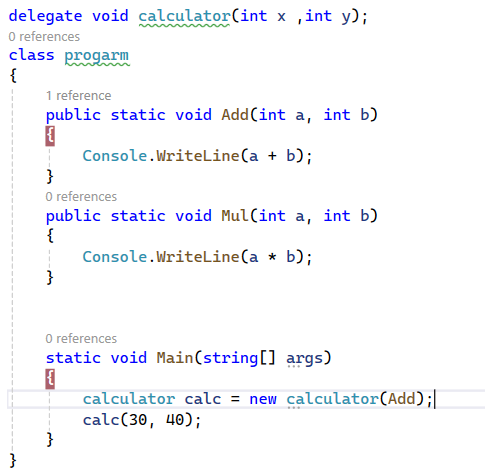 delegate void calculator(int x ,int y);
0 references
class progarm
{
1 reference
public static void Add(int a, int b)
{
Console.WriteLine(a + b);
}
0 references
public static void Mul(int a, int b)
{
Console.WriteLine(a * b);
}
0 references
static void Main(string[] args)
{
calculator calc = new calculator(Add);
calc(30, 40);
}
}